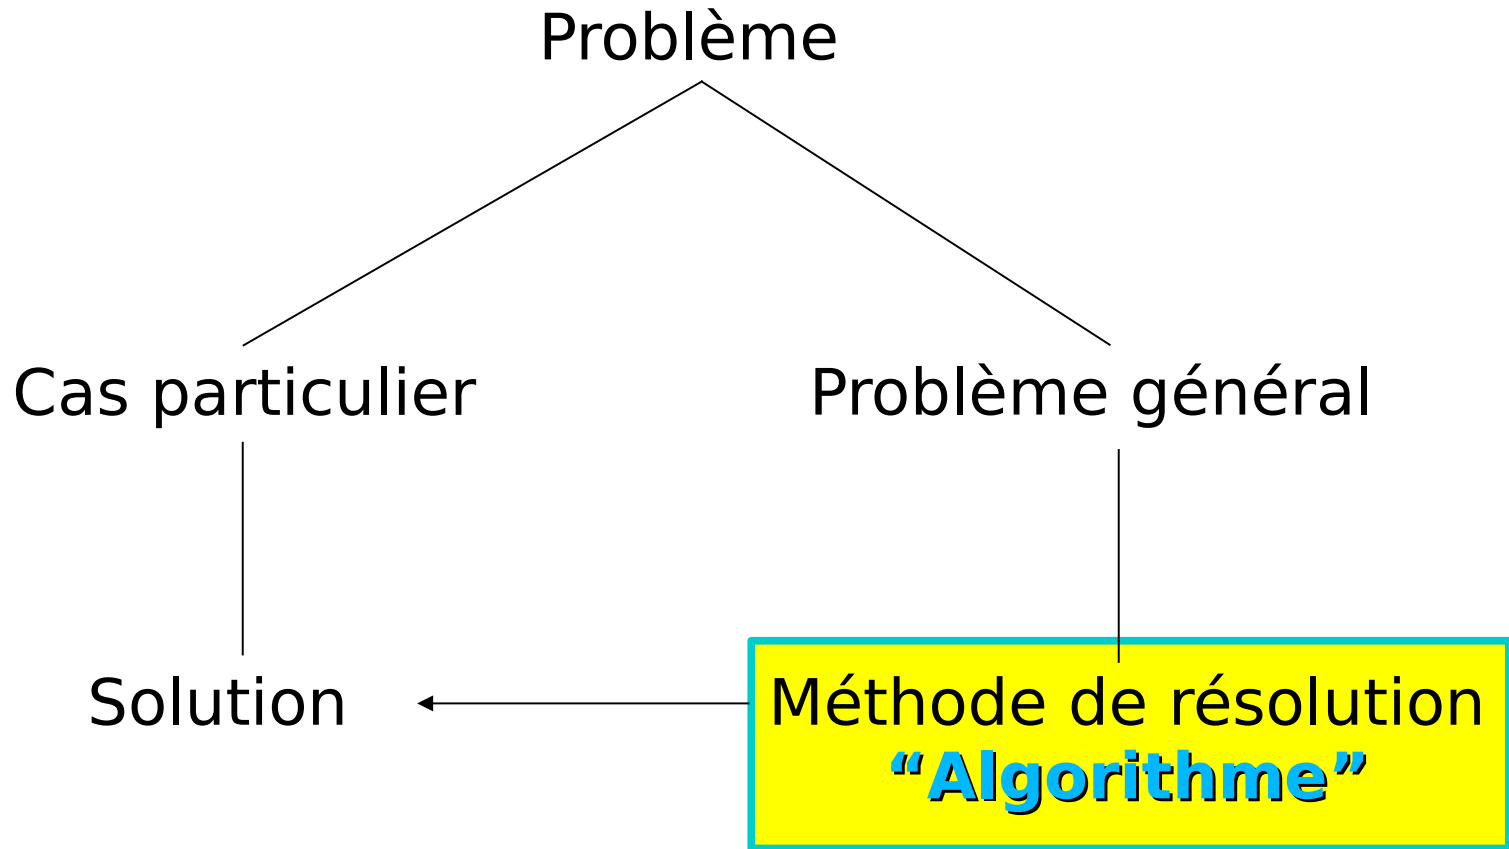 Problème
Cas particulier
Problème général
Solution
Méthode de résolution
“Algorithme”